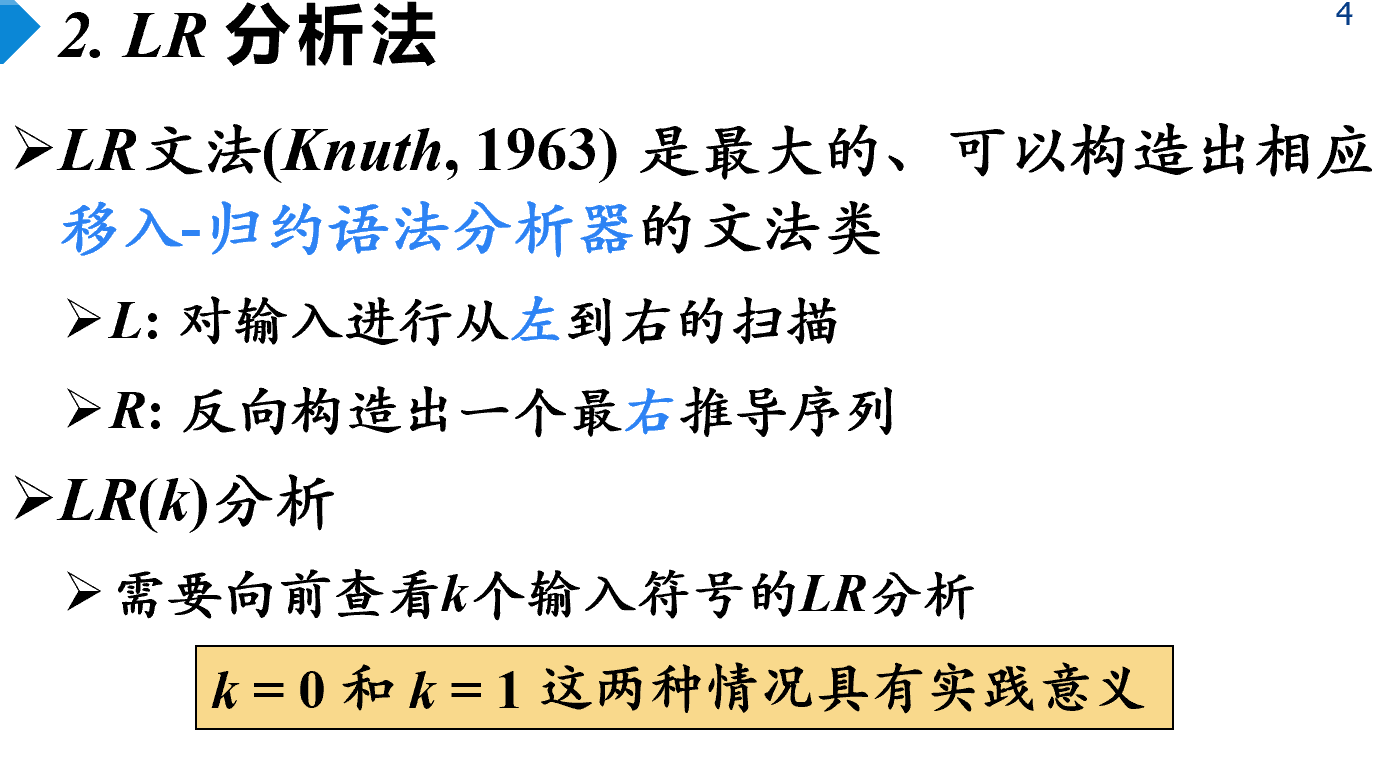 2. LR 分析法
4
LR文法(Knuth, 1963) 是最大的、可以构造出相应
移入-归约语法分析器的文法类
L: 对输入进行从左到右的扫描
R: 反向构造出一个最右推导序列
LR(k)分析
需要向前查看k个输入符号的LR分析
k = 0 和 k = 1 这两种情况具有实践意义